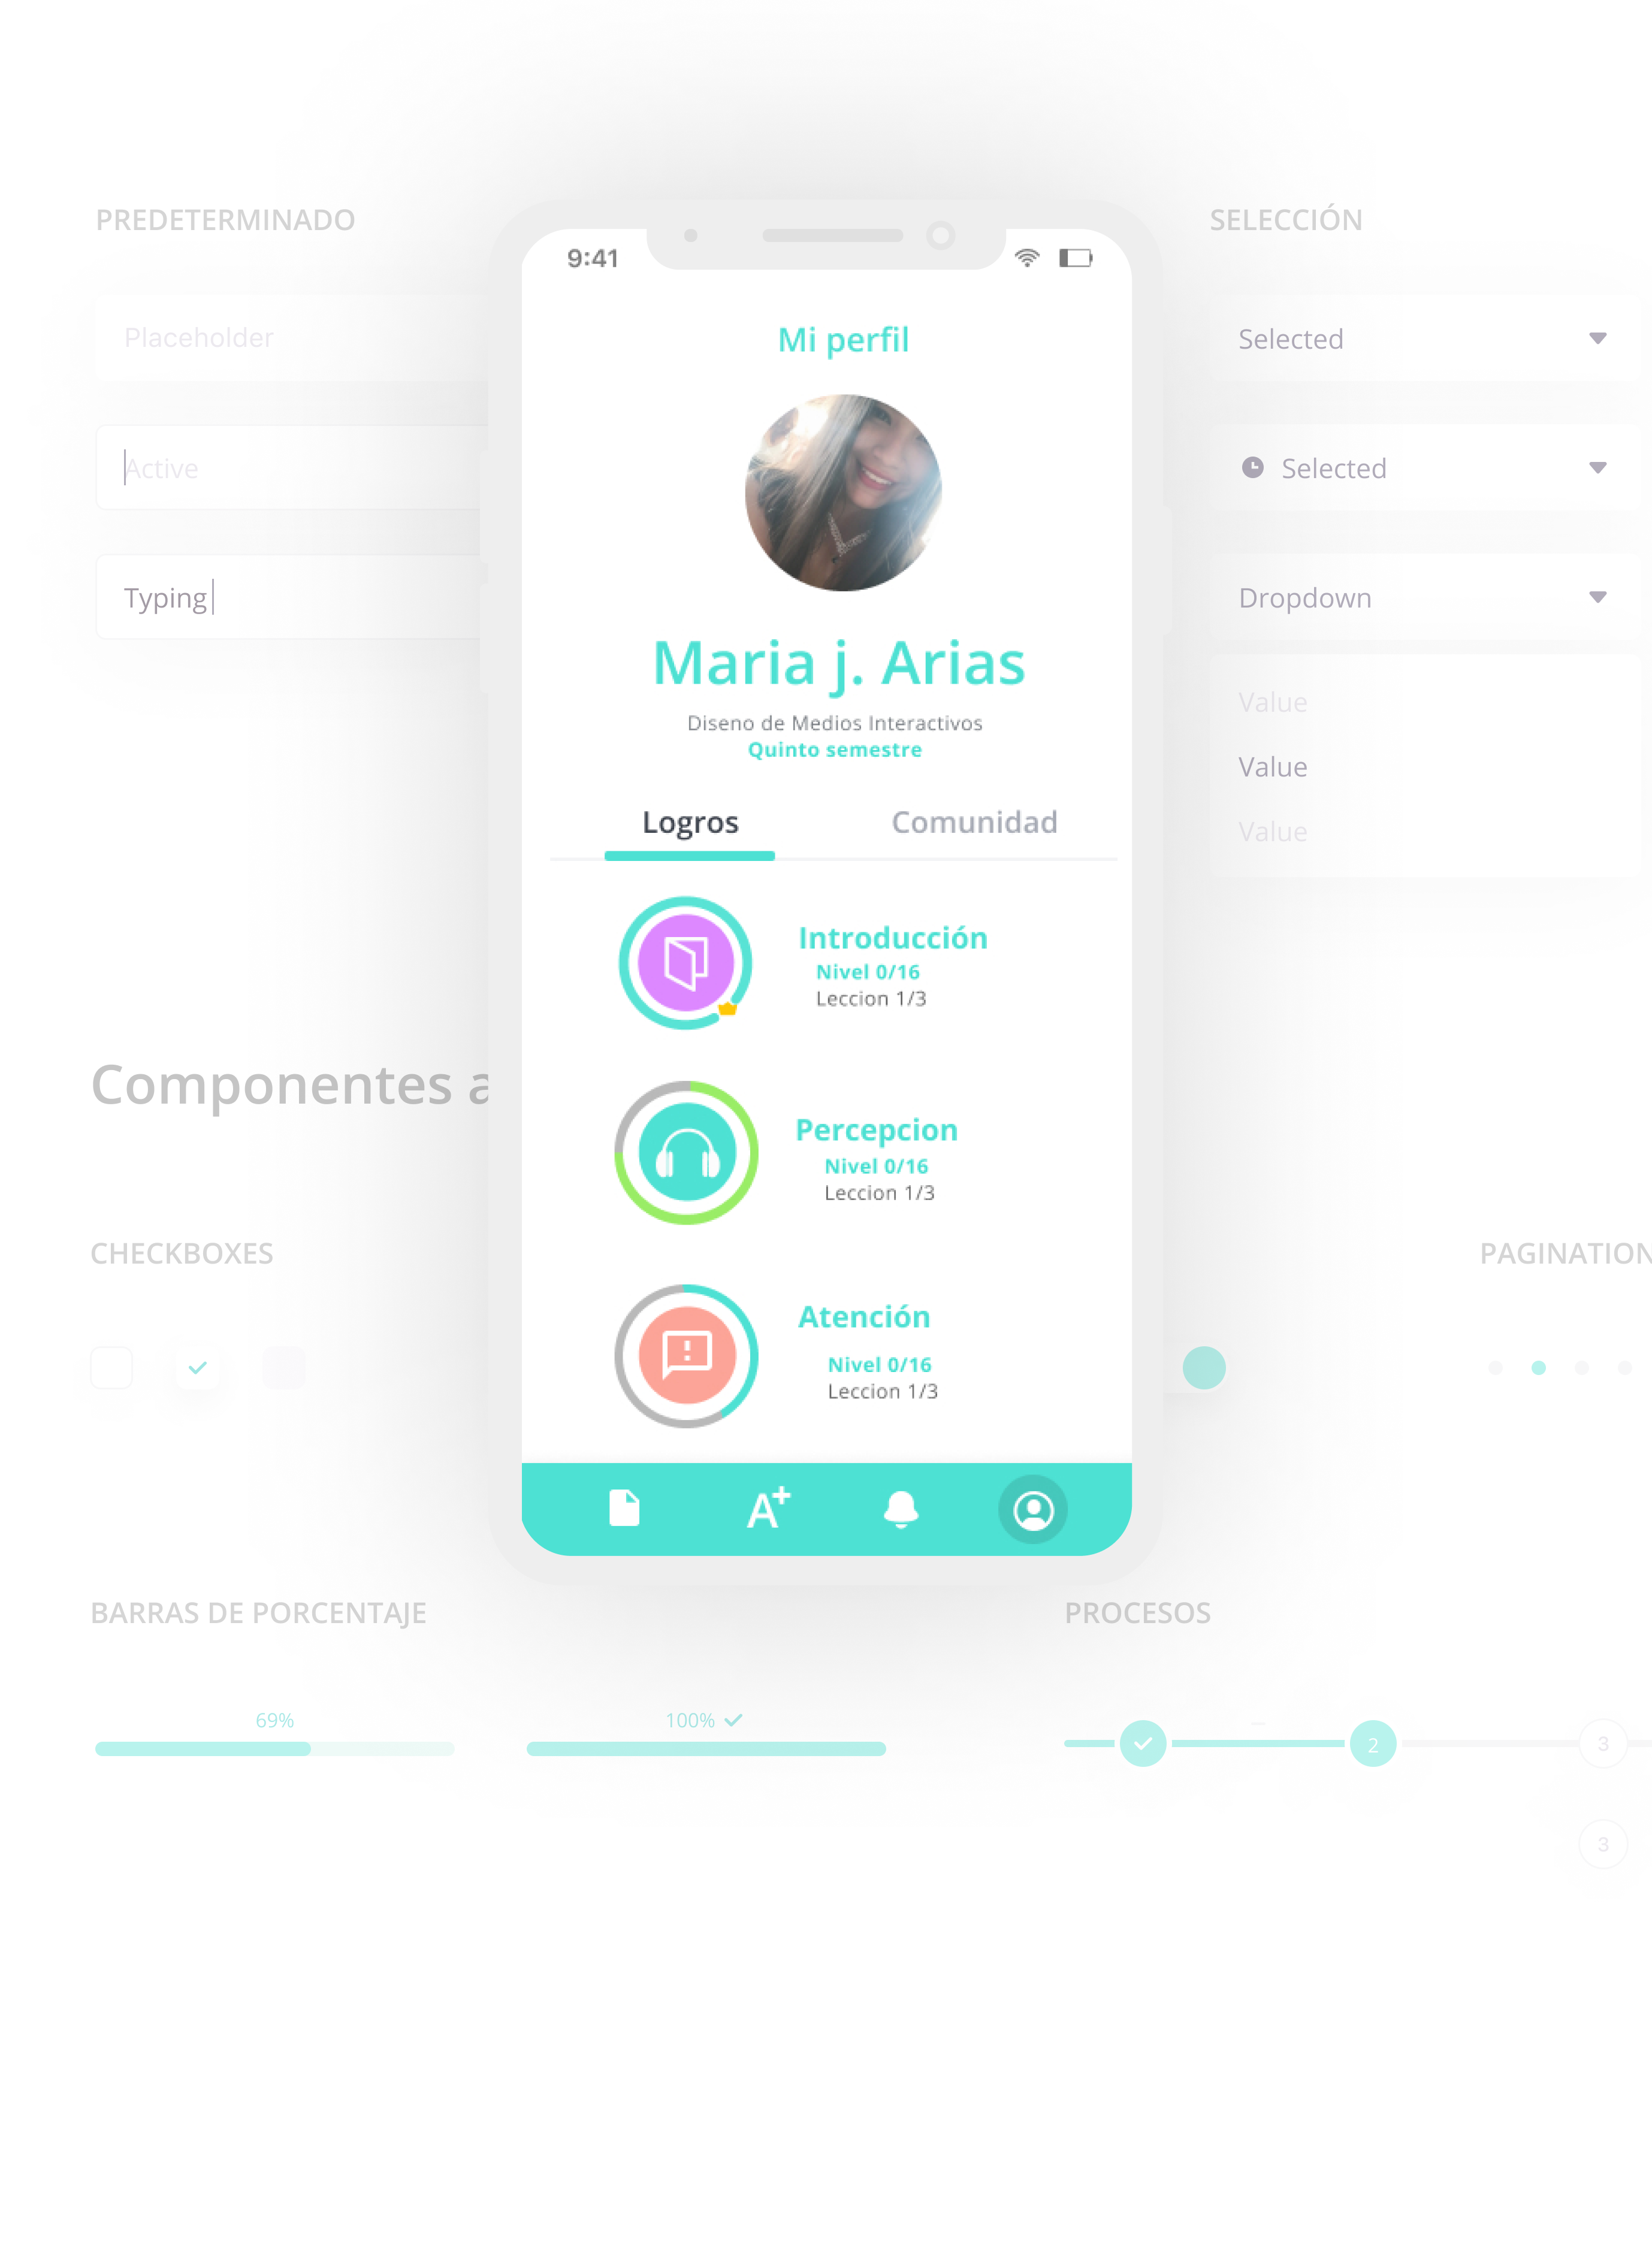 PREDETERMINADO
Placeholder
Active
Typing
SELECCIÓN
Selected
Selected
Dropdown
Value
Value
Value
9:41
Mi perfil
Maria j. Arias
Diseno de Medios Interactivos
Quinto semestre
Logros
Comunidad
Introducción
Nivel 0/16
Leccion 1/3
Percepcion
Nivel 0/16
Leccion 1/3
Atención
Nivel 0/16
Leccion 1/3
A+
Componentes a
CHECKBOXES
PAGINATION
BARRAS DE PORCENTAJE
69%
100%
PROCESOS
2
3
3